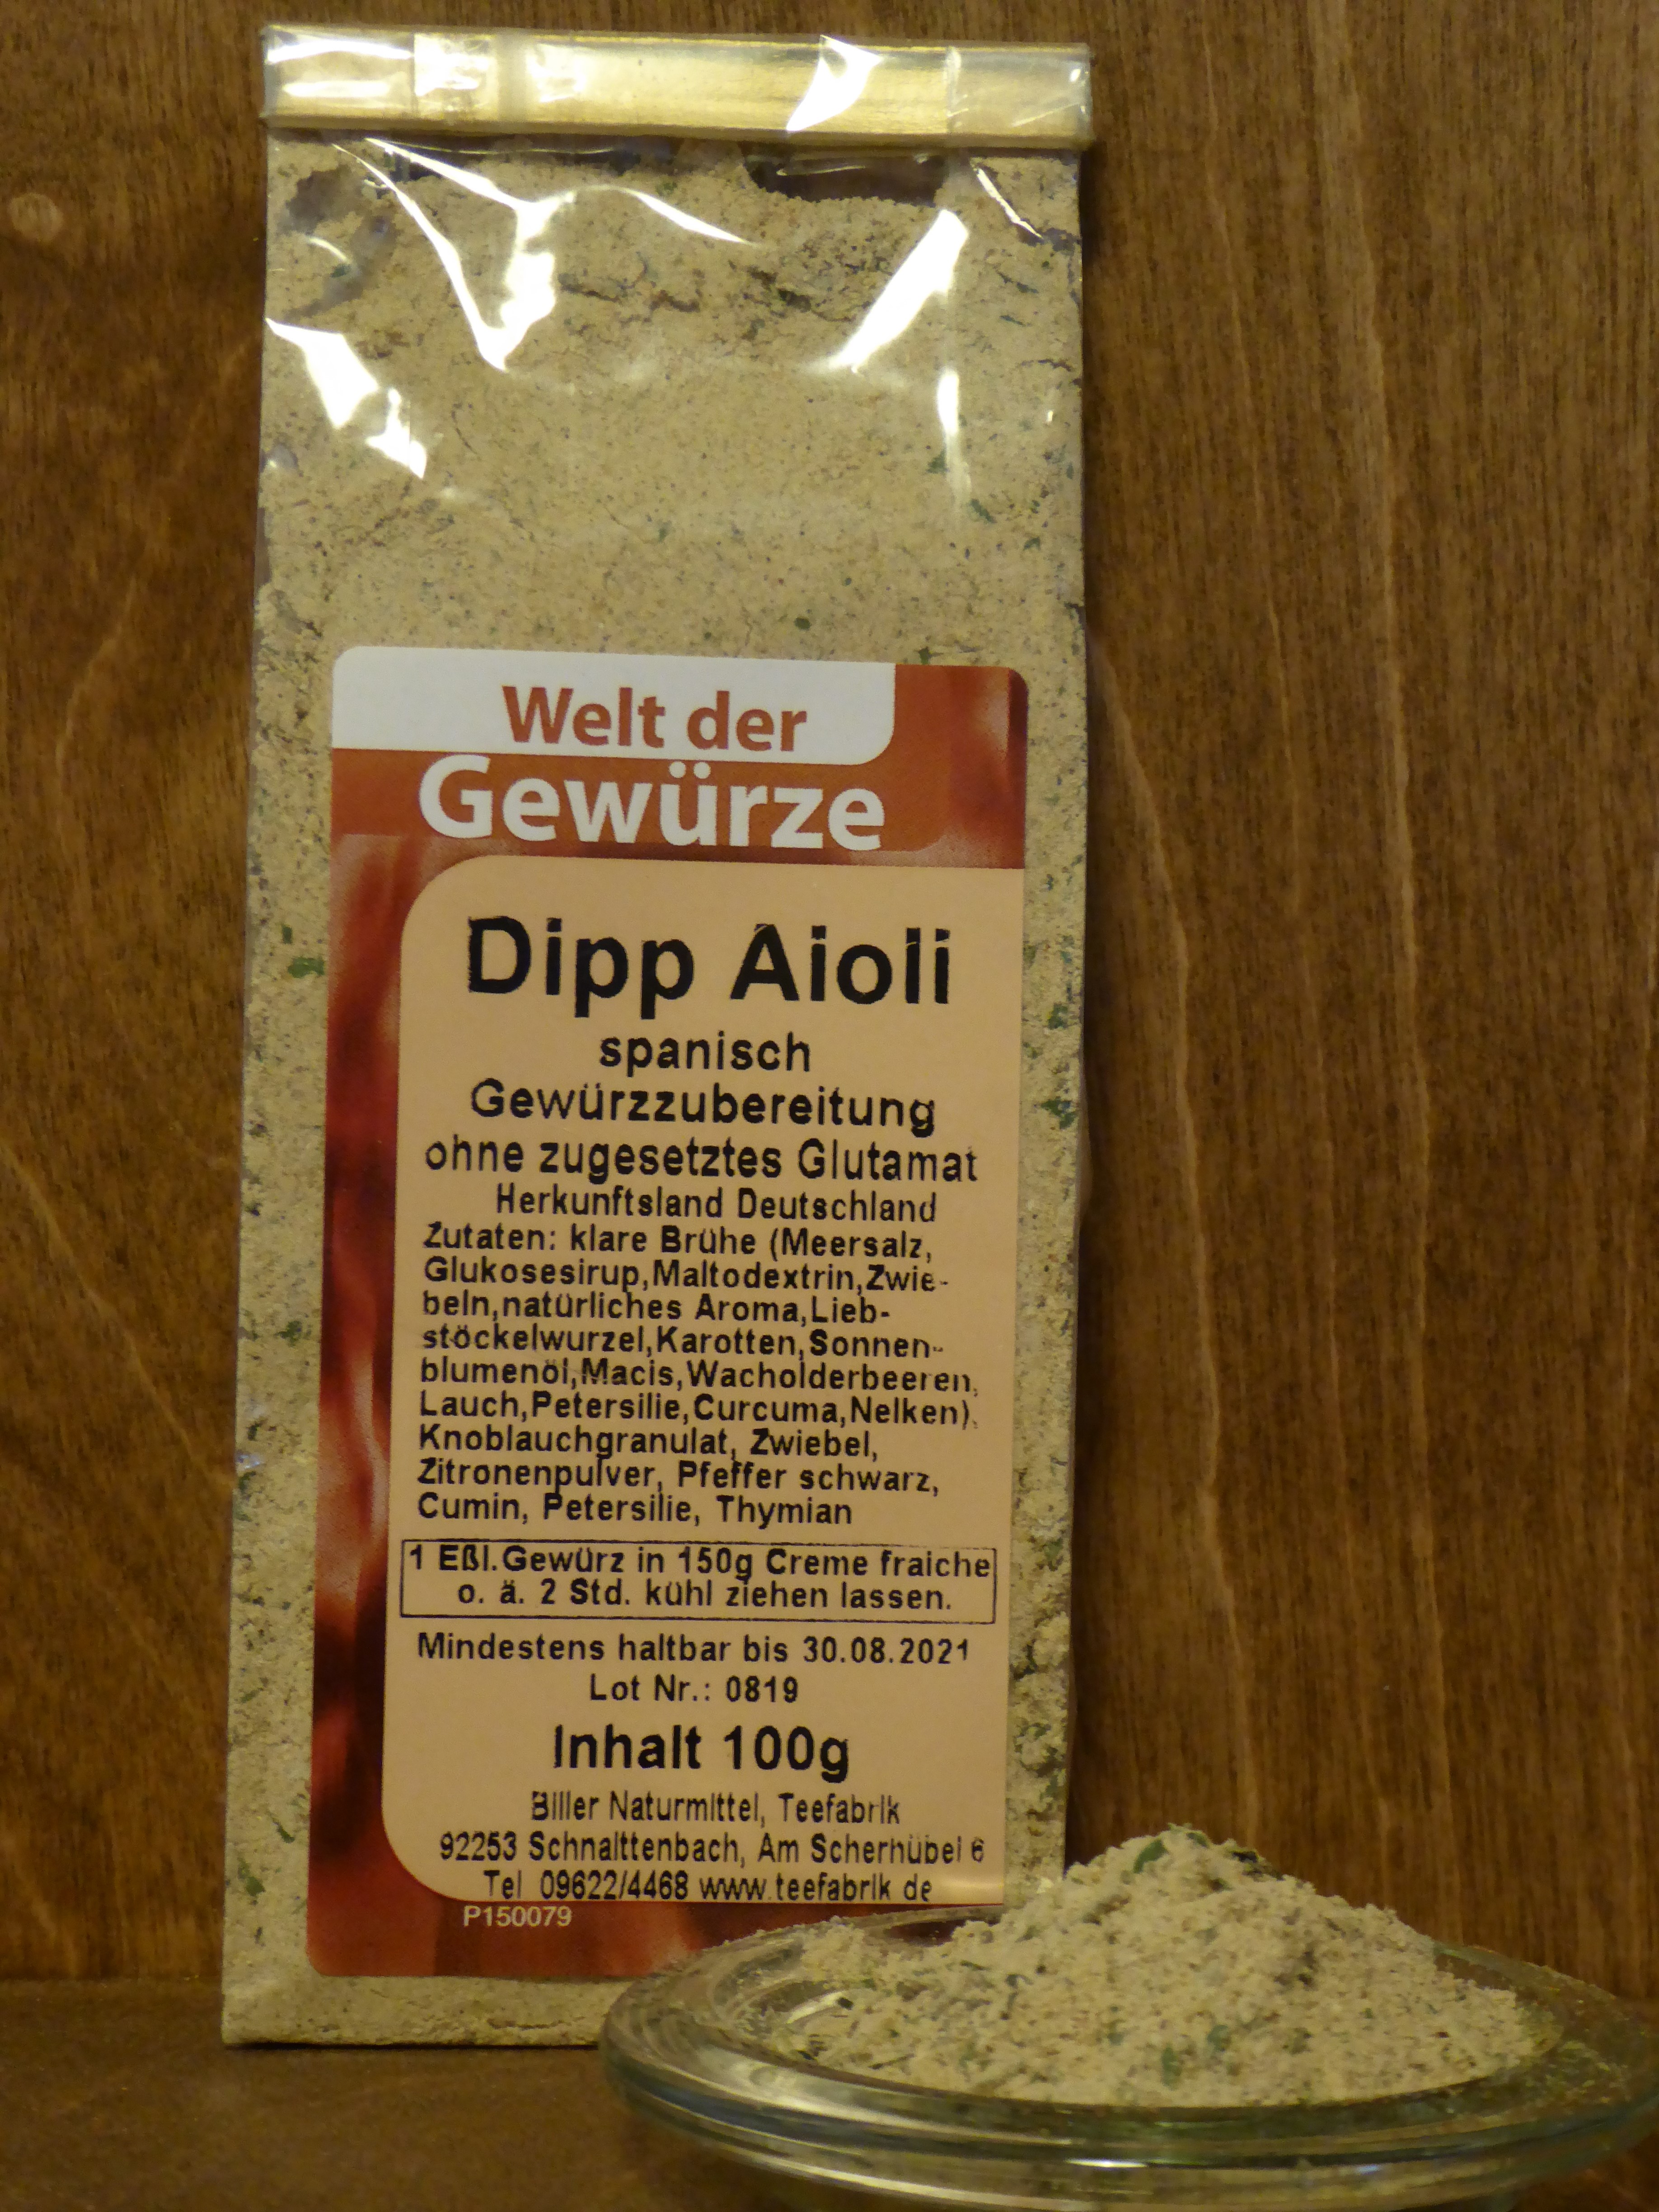 Welt der
Gewürze
Dipp Aioli
spanisch
Gewürzzubereitung
ohne zugesetztes Glutamat
Herkunftsland Deutschland
Zutaten: klare Brühe (Meersalz,
Glukosesirup,Maltodextrin,Zwie-
beln,natürliches Aroma,Lieb-
stöckelwurzel,Karotten,Sonnen-
blumenöl,Macis,Wacholderbeeren,
Lauch,Petersilie,Curcuma,Nelken),
Knoblauchgranulat, Zwiebel,
Zitronenpulver, Pfeffer schwarz,
Cumin, Petersilie, Thymian
1 Eßl.Gewürz in 150g Creme fraiche
o. ä. 2 Std. kühl ziehen lassen.
Mindestens haltbar bis 30.08.2021
Lot Nr.: 0819
Inhalt 100g
Biller Naturmittel, Teefabrik
92253 Schnaittenbach, Am Scherhübel 6
Tel 09622/4468 www.teefabrik.de
P150079